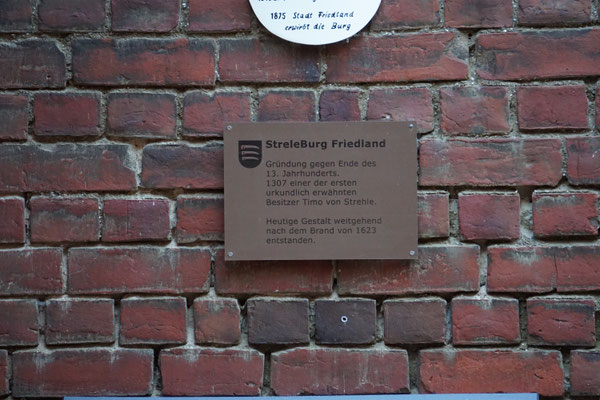 1875 Stadt Friedland
erwirbt die Burg
StreleBurg Friedland
Gründung gegen Ende des
13. Jahrhunderts.
1307 einer der ersten
urkundlich erwähnten
Besitzer Timo von Strehle.
Heutige Gestalt weitgehend
nach dem Brand von 1623
entstanden.